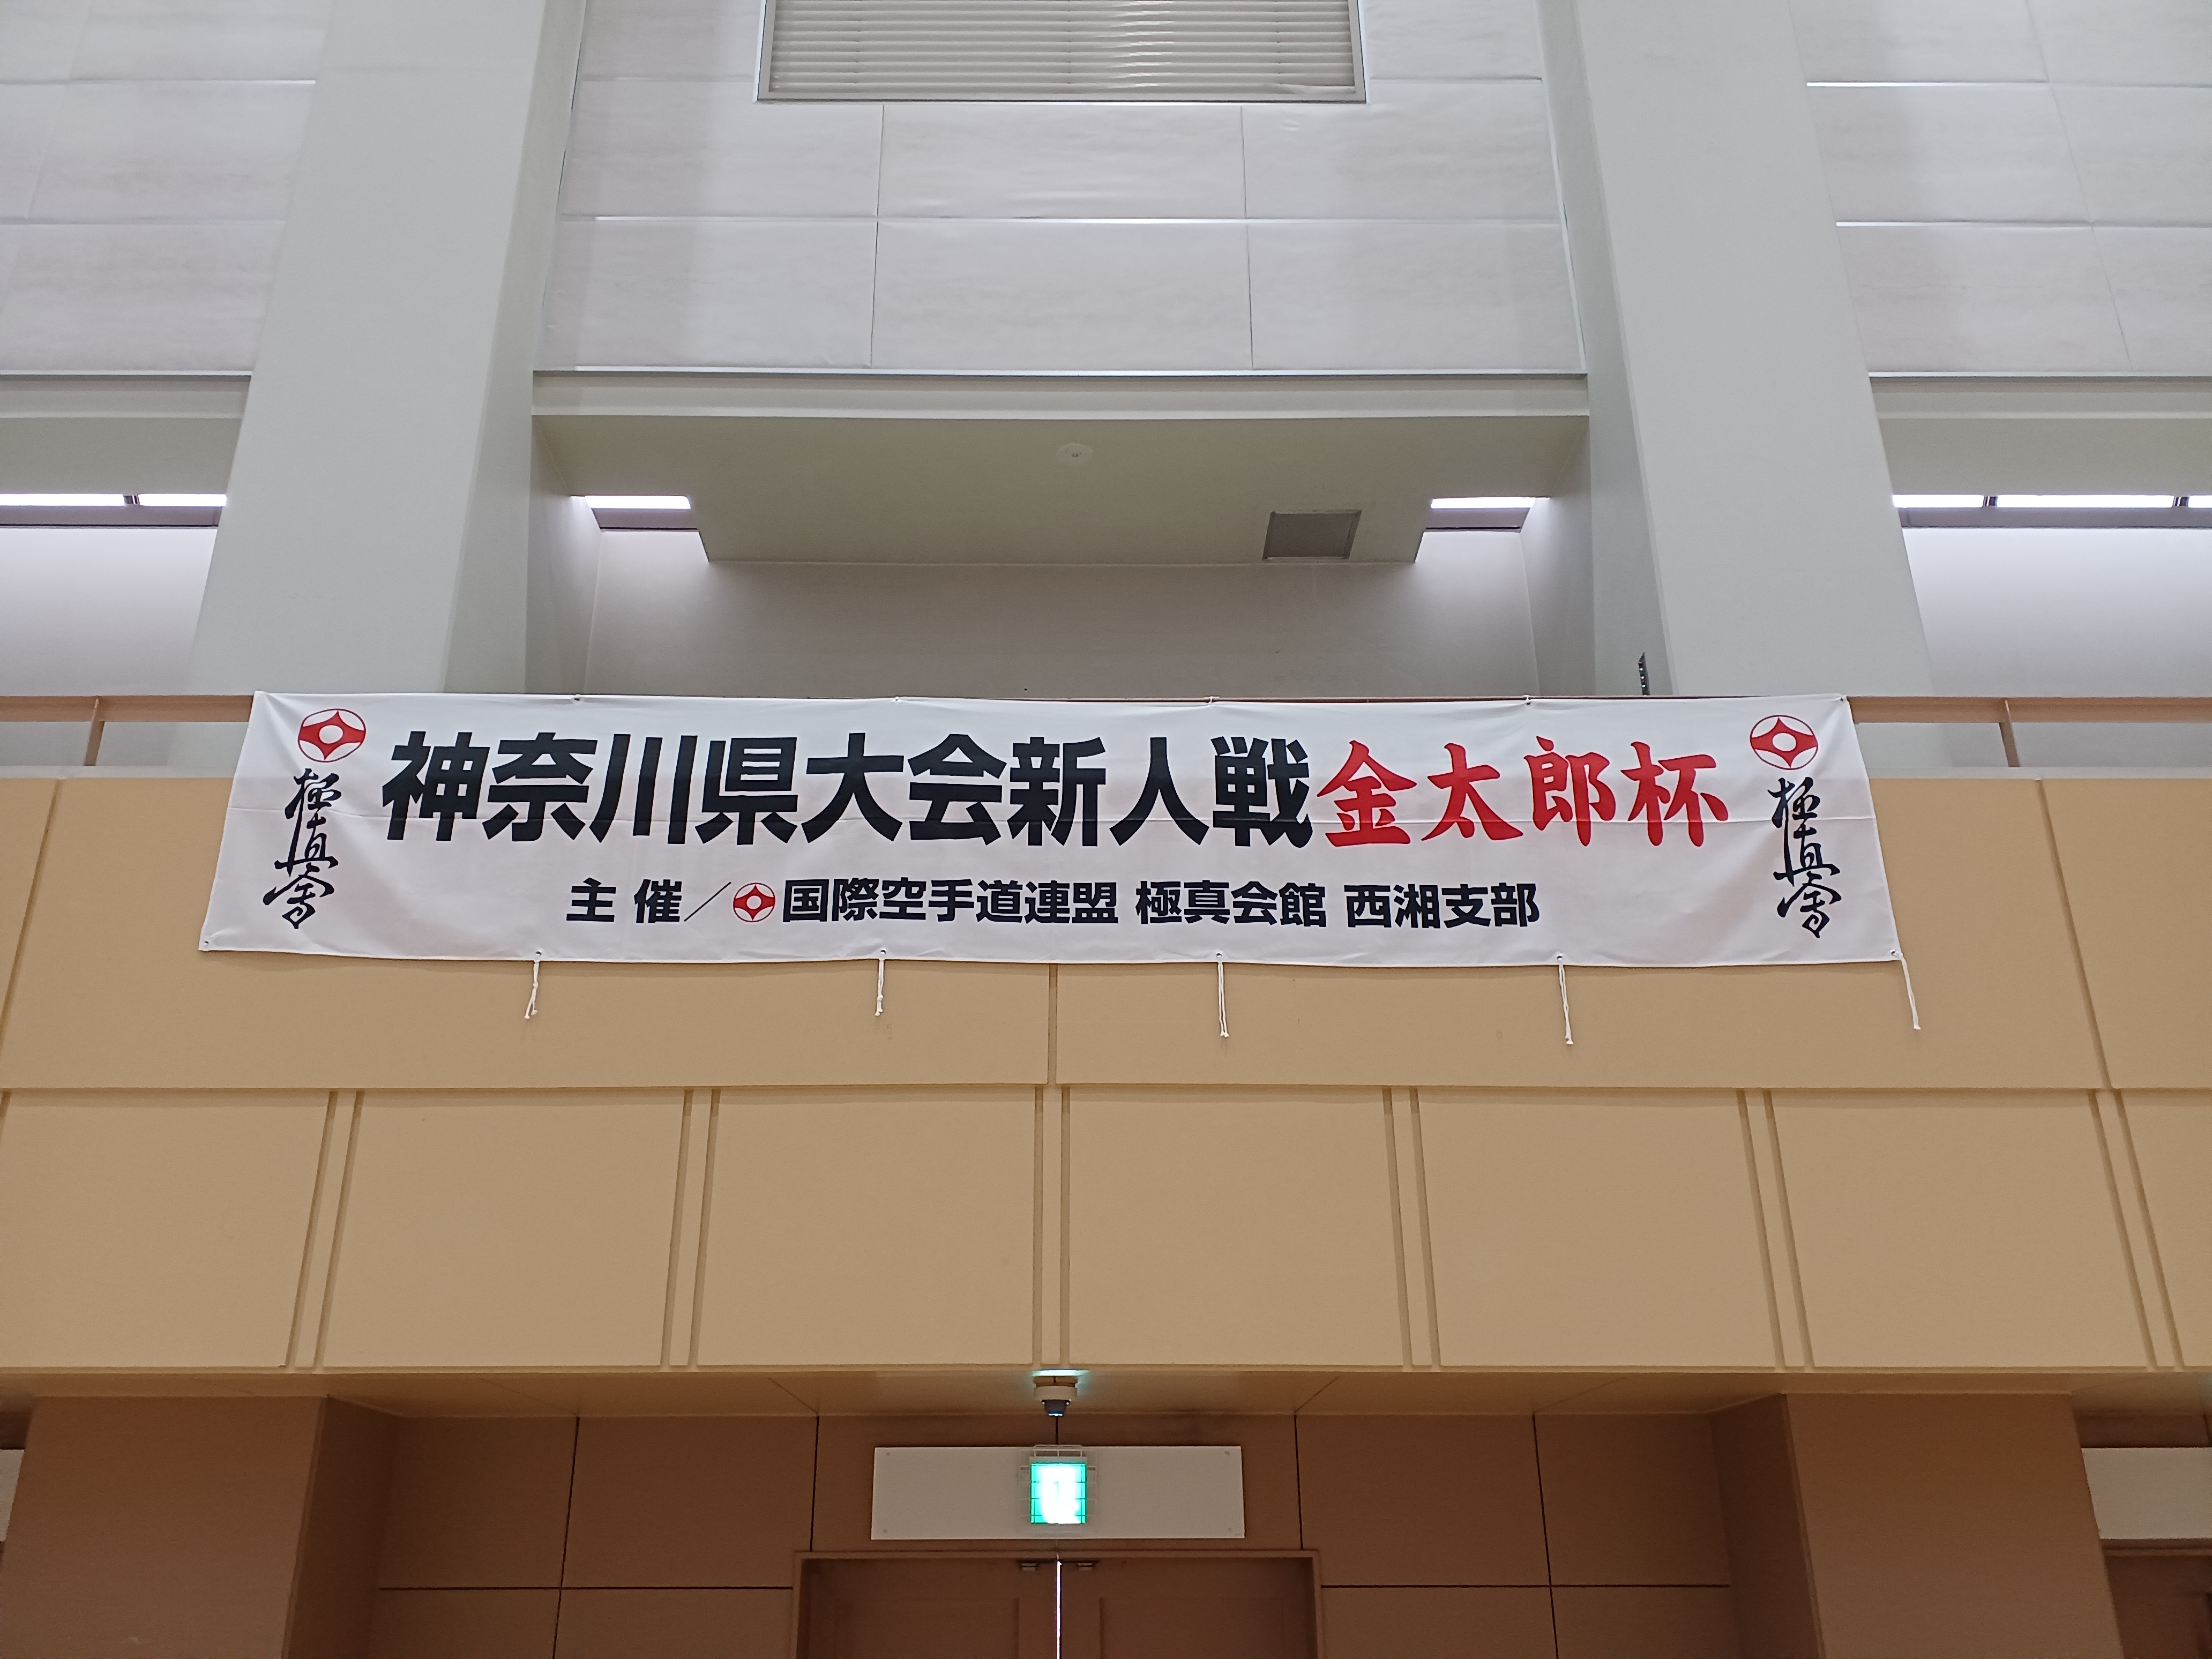 極真會
神奈川県大会新人戦金太郎杯
主催／国際空手道連盟 極真会館 西湘支部
極真會